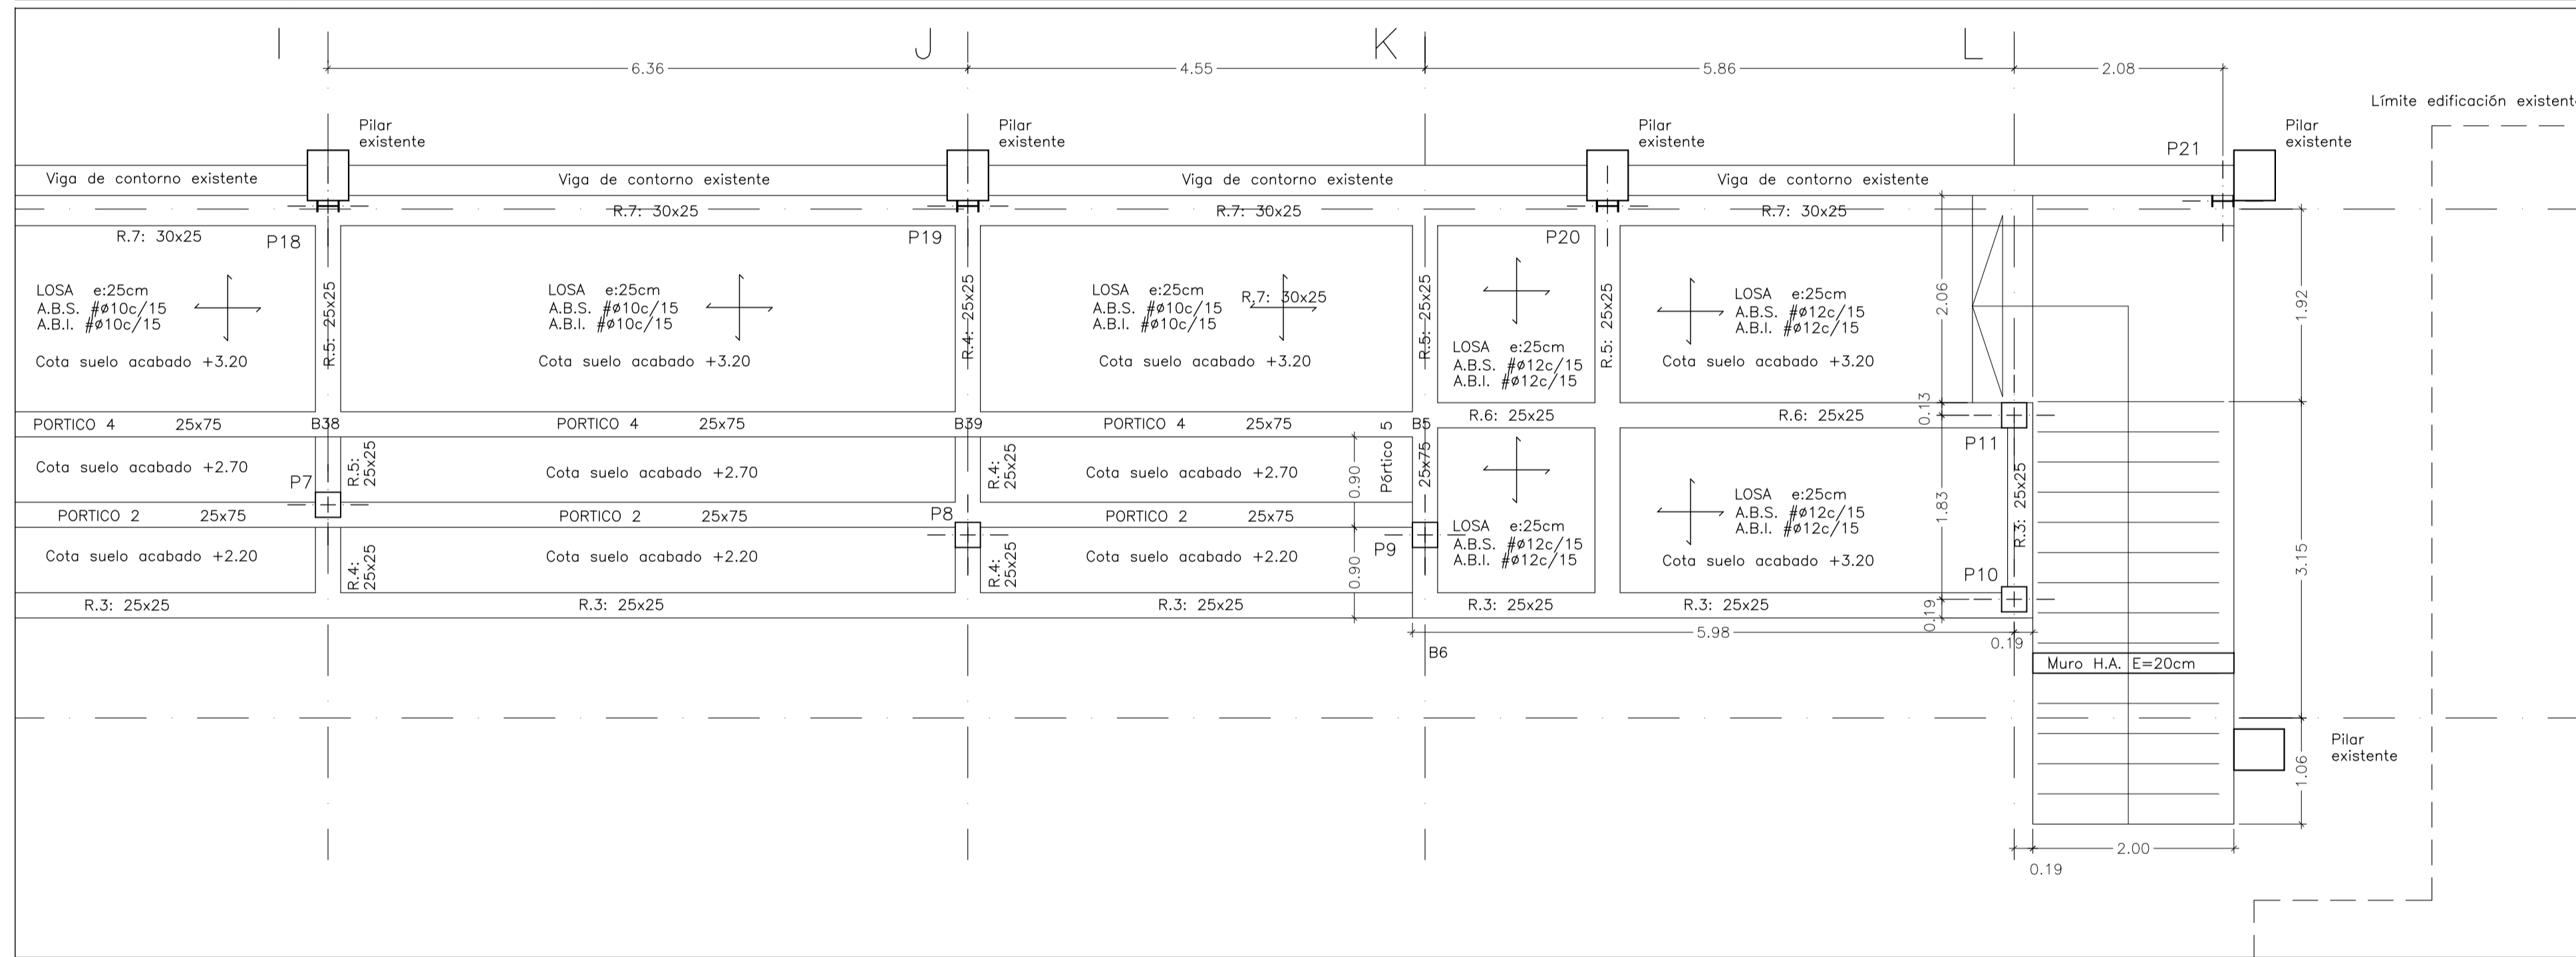 I
J
K
L
6.36
4.55
5.86
2.08
Límite edificación existent
Pilar
existente
Pilar
existente
Pilar
existente
P21
Pilar
existente
Viga de contorno existente
Viga de contorno existente
Viga de contorno existente
Viga de contorno existente
R.7: 30x25
R.7: 30x25
R.7: 30x25
R.7: 30x25
P18
P19
P20
LOSA e:25cm
A.B.S. #ø10c/15
A.B.I. #ø10c/15
Cota suelo acabado +3.20
R.5: 25x25
LOSA e:25cm
A.B.S. #ø10c/15
A.B.I. #ø10c/15
Cota suelo acabado +3.20
R.4: 25x25
LOSA e:25cm
A.B.S. #ø10c/15
A.B.I. #ø10c/15
R.7: 30x25
Cota suelo acabado +3.20
R.5: 25x25
LOSA e:25cm
A.B.S. #ø12c/15
A.B.I. #ø12c/15
R.5: 25x25
LOSA e:25cm
A.B.S. #ø12c/15
A.B.I. #ø12c/15
Cota suelo acabado +3.20
2.06
1.92
PORTICO 4 25x75
B38
PORTICO 4 25x75
B39
PORTICO 4 25x75
B5
R.6: 25x25
R.6: 25x25
0.13
P11
Cota suelo acabado +2.70
R.5:
25x25
Cota suelo acabado +2.70
R.4:
25x25
Cota suelo acabado +2.70
0.90
Pórtico 5
25x75
P7
P8
P9
PORTICO 2 25x75
PORTICO 2 25x75
PORTICO 2 25x75
LOSA e:25cm
A.B.S. #ø12c/15
A.B.I. #ø12c/15
LOSA e:25cm
A.B.S. #ø12c/15
A.B.I. #ø12c/15
Cota suelo acabado +3.20
1.83
R.3: 25x25
3.15
Cota suelo acabado +2.20
R.4:
25x25
Cota suelo acabado +2.20
R.4:
25x25
Cota suelo acabado +2.20
0.90
P10
R.3: 25x25
R.3: 25x25
R.3: 25x25
R.3: 25x25
R.3: 25x25
0.19
5.98
0.19
B6
Muro H.A. E=20cm
Pilar
existente
1.06
2.00
0.19